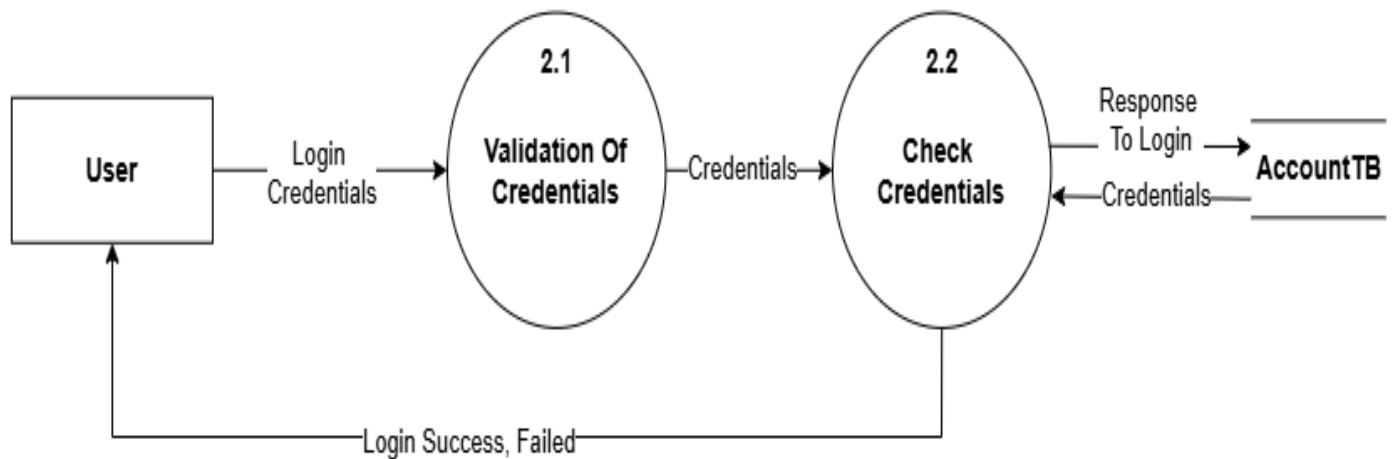 User
Login
Credentials
2.1
Validation Of
Credentials
Credentials
2.2
Check
Credentials
Response
To Login
Credentials
AccountTB
Login Success, Failed